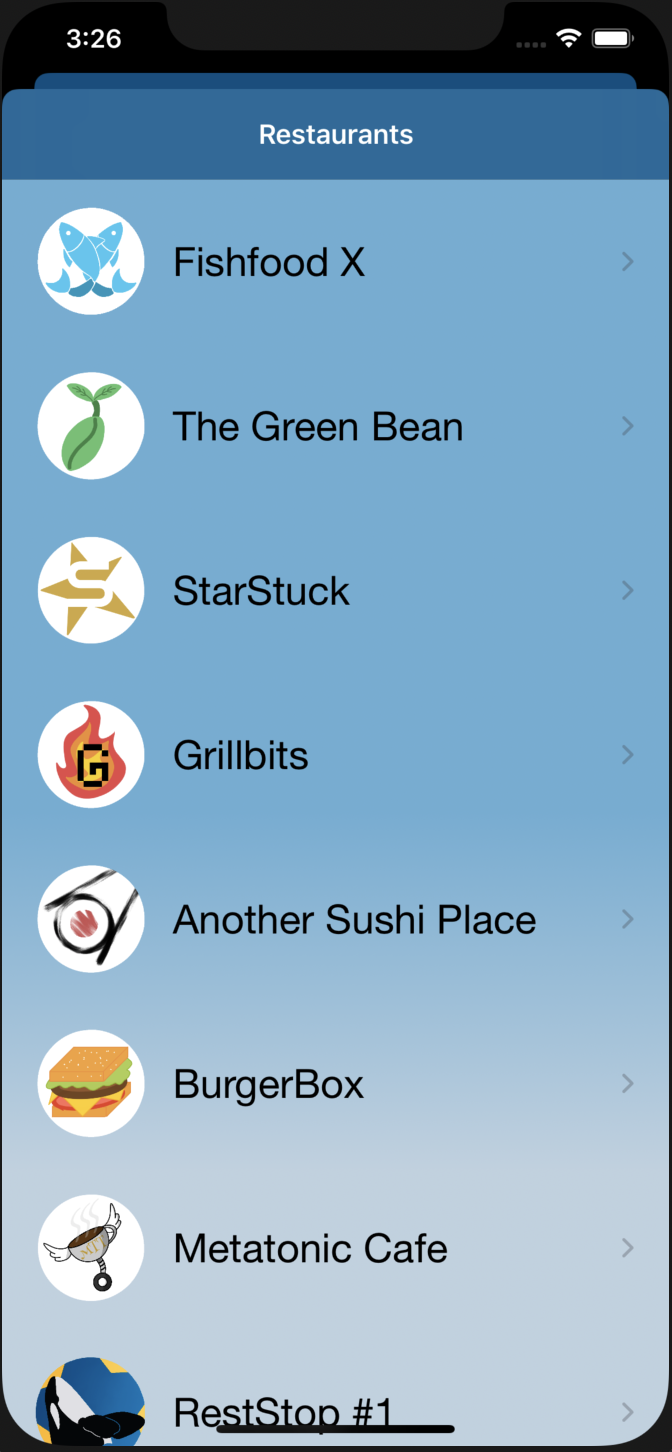 3:26
Restaurants
Fishfood X
The Green Bean
StarStuck
Grillbits
G
Another Sushi Place
BurgerBox
Metatonic Cafe
RestStop #1